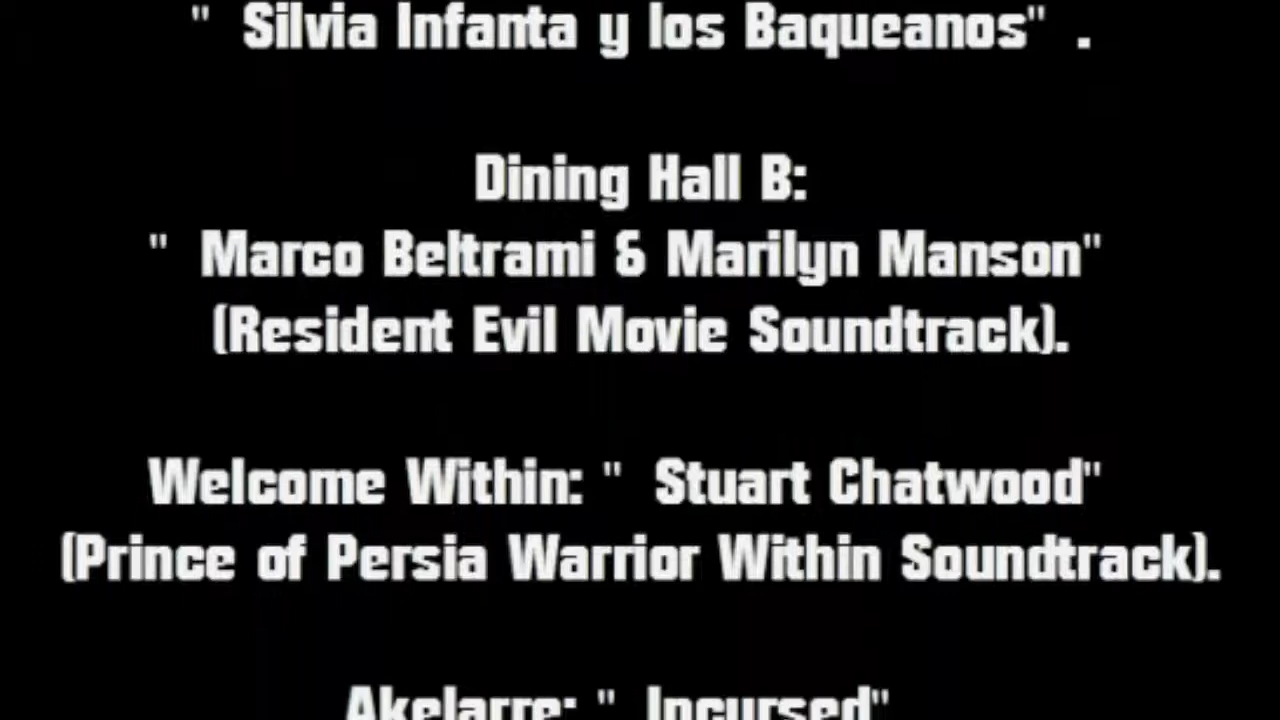 " Silvia Infanta y los Baqueanos" .
Dining Hall B:
" Marco Beltrami & Marilyn Manson"
(Resident Evil Movie Soundtrack).
Welcome Within: " Stuart Chatwood"
(Prince of Persia Warrior Within Soundtrack).
Akelarre: " Incursed"